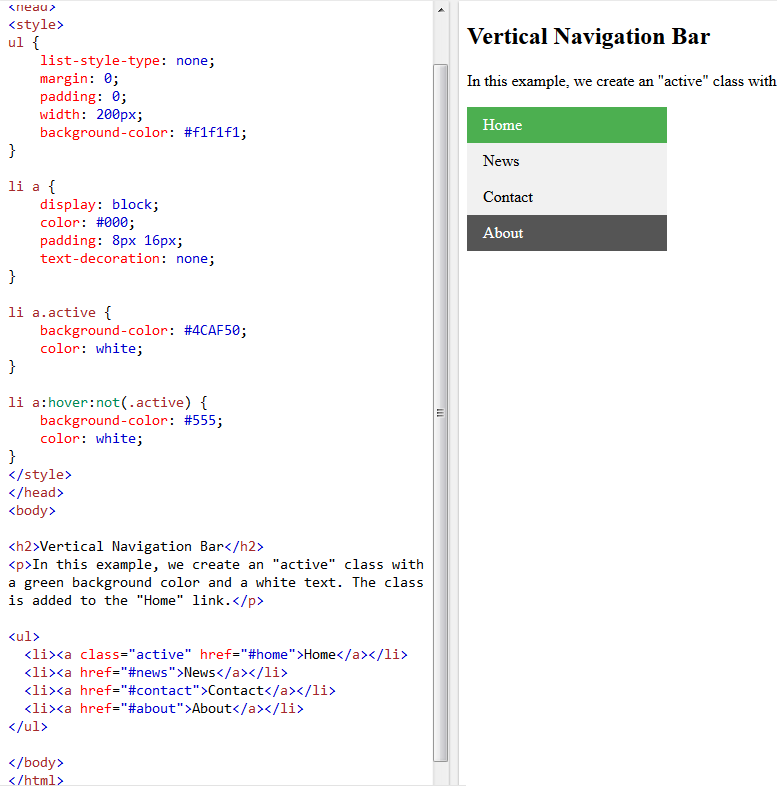 <head>
<style>
ul {
    list-style-type: none;
    margin: 0;
    padding: 0;
    width: 200px;
    background-color: #f1f1f1;
}

li a {
    display: block;
    color: #000;
    padding: 8px 16px;
    text-decoration: none;
}

li a.active {
    background-color: #4CAF50;
    color: white;
}

li a:hover:not(.active) {
    background-color: #555;
    color: white;
}
</style>
</head>
<body>

<h2>Vertical Navigation Bar</h2>
<p>In this example, we create an "active" class with
a green background color and a white text. The class
is added to the "Home" link.</p>

<ul>
  <li><a class="active" href="#home">Home</a></li>
  <li><a href="#news">News</a></li>
  <li><a href="#contact">Contact</a></li>
  <li><a href="#about">About</a></li>
</ul>

</body>
</html>
Vertical Navigation Bar
In this example, we create an "active" class with
Home
News
Contact
About